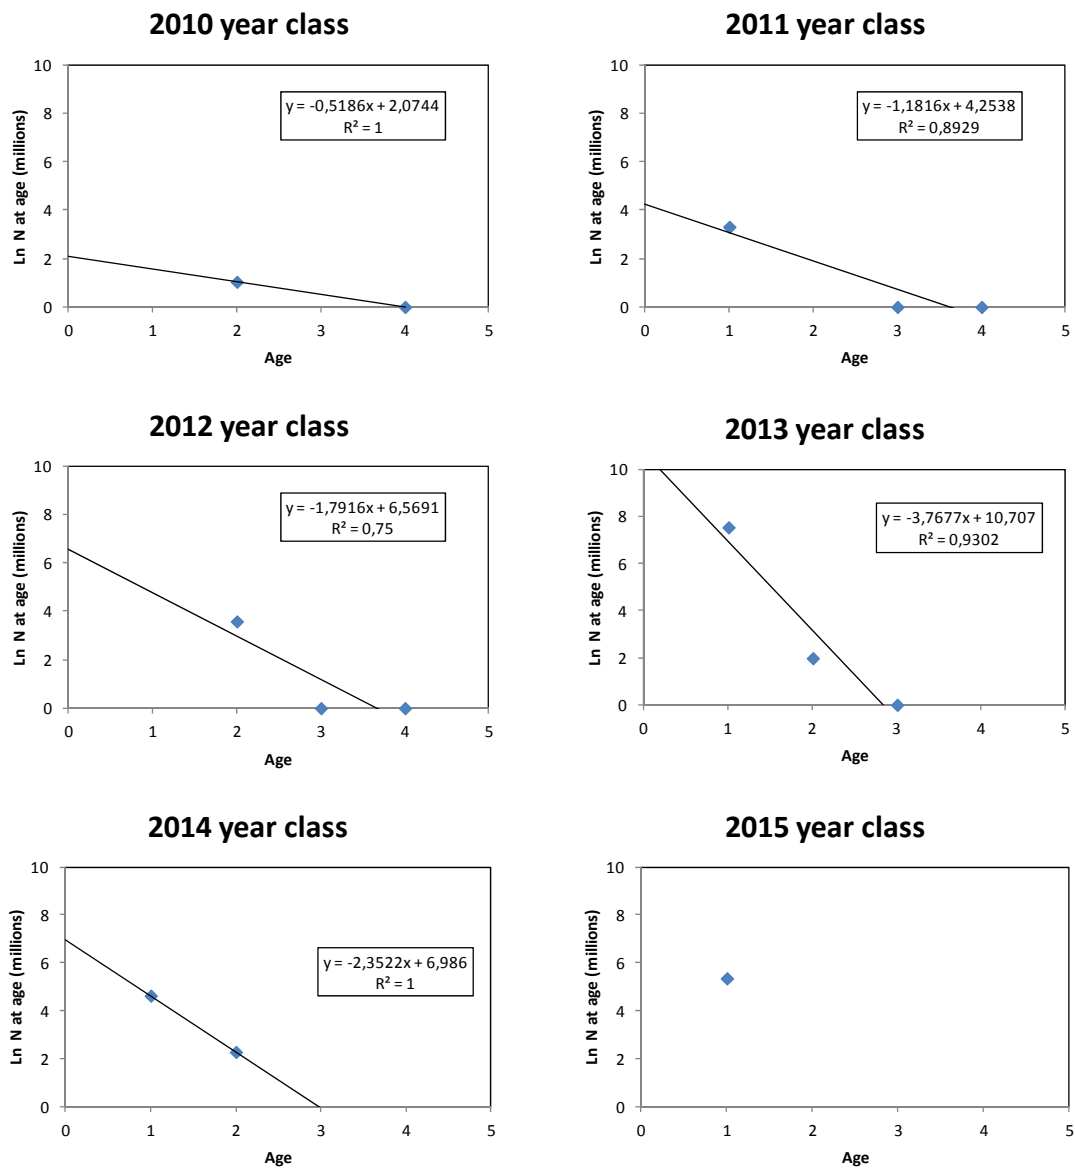 2010 year class
10
8
6
4
2
0
0 1 2 3 4 5
Ln N at age (millions)
Age
y = -0,5186x + 2,0744
R² = 1
2011 year class
10
8
6
4
2
0
0 1 2 3 4 5
Ln N at age (millions)
Age
y = -1,1816x + 4,2538
R² = 0,8929
2012 year class
10
8
6
4
2
0
0 1 2 3 4 5
Ln N at age (millions)
Age
y = -1,7916x + 6,5691
R² = 0,75
2013 year class
10
8
6
4
2
0
0 1 2 3 4 5
Ln N at age (millions)
Age
y = -3,7677x + 10,707
R² = 0,9302
2014 year class
10
8
6
4
2
0
0 1 2 3 4 5
Ln N at age (millions)
Age
y = -2,3522x + 6,986
R² = 1
2015 year class
10
8
6
4
2
0
0 1 2 3 4 5
Ln N at age (millions)
Age